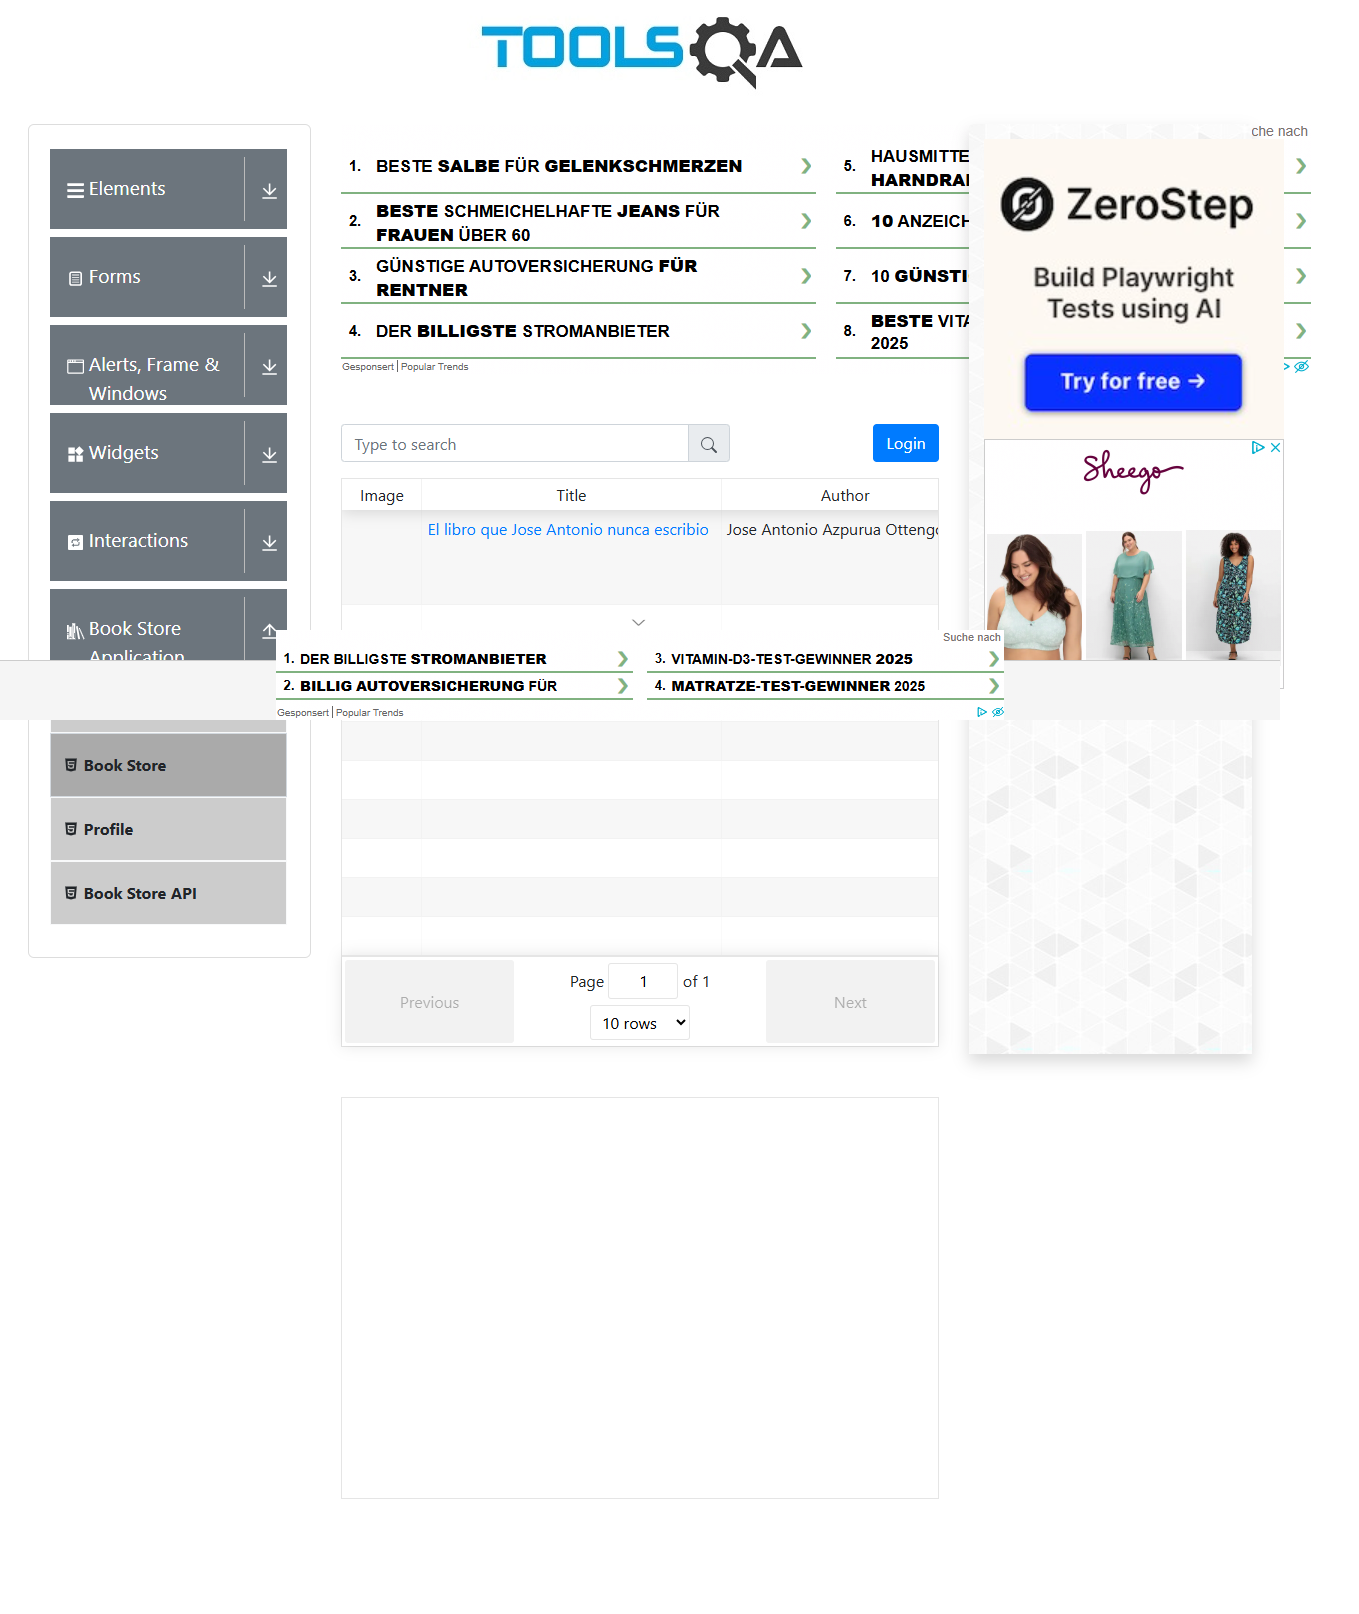 TOOLSQA
Elements
Forms
Alerts, Frame &
Windows
Widgets
Interactions
Book Store
Application
Book Store
Profile
Book Store API
che nach
1. BESTE SALBE FÜR GELENKSCHMERZEN
2. BESTE SCHMEICHELHAFTE JEANS FÜR
FRAUEN ÜBER 60
3. GÜNSTIGE AUTOVERSICHERUNG FÜR
RENTNER
4. DER BILLIGSTE STROMANBIETER
5. HAUSMITTE
HARNDRA
6. 10 ANZEICH
7. 10 GÜNSTI
8. BESTE VITA
2025
Gesponsert | Popular Trends
Type to search
Login
Image Title Author
El libro que Jose Antonio nunca escribio Jose Antonio Azpurua Ottengo
Suche nach
1. DER BILLIGSTE STROMANBIETER
2. BILLIG AUTOVERSICHERUNG FÜR
3. VITAMIN-D3-TEST-GEWINNER 2025
4. MATRATZE-TEST-GEWINNER 2025
Gesponsert | Popular Trends
Previous
Page 1 of 1
10 rows
Next
ZeroStep
Build Playwright
Tests using AI
Try for free →
Sheego